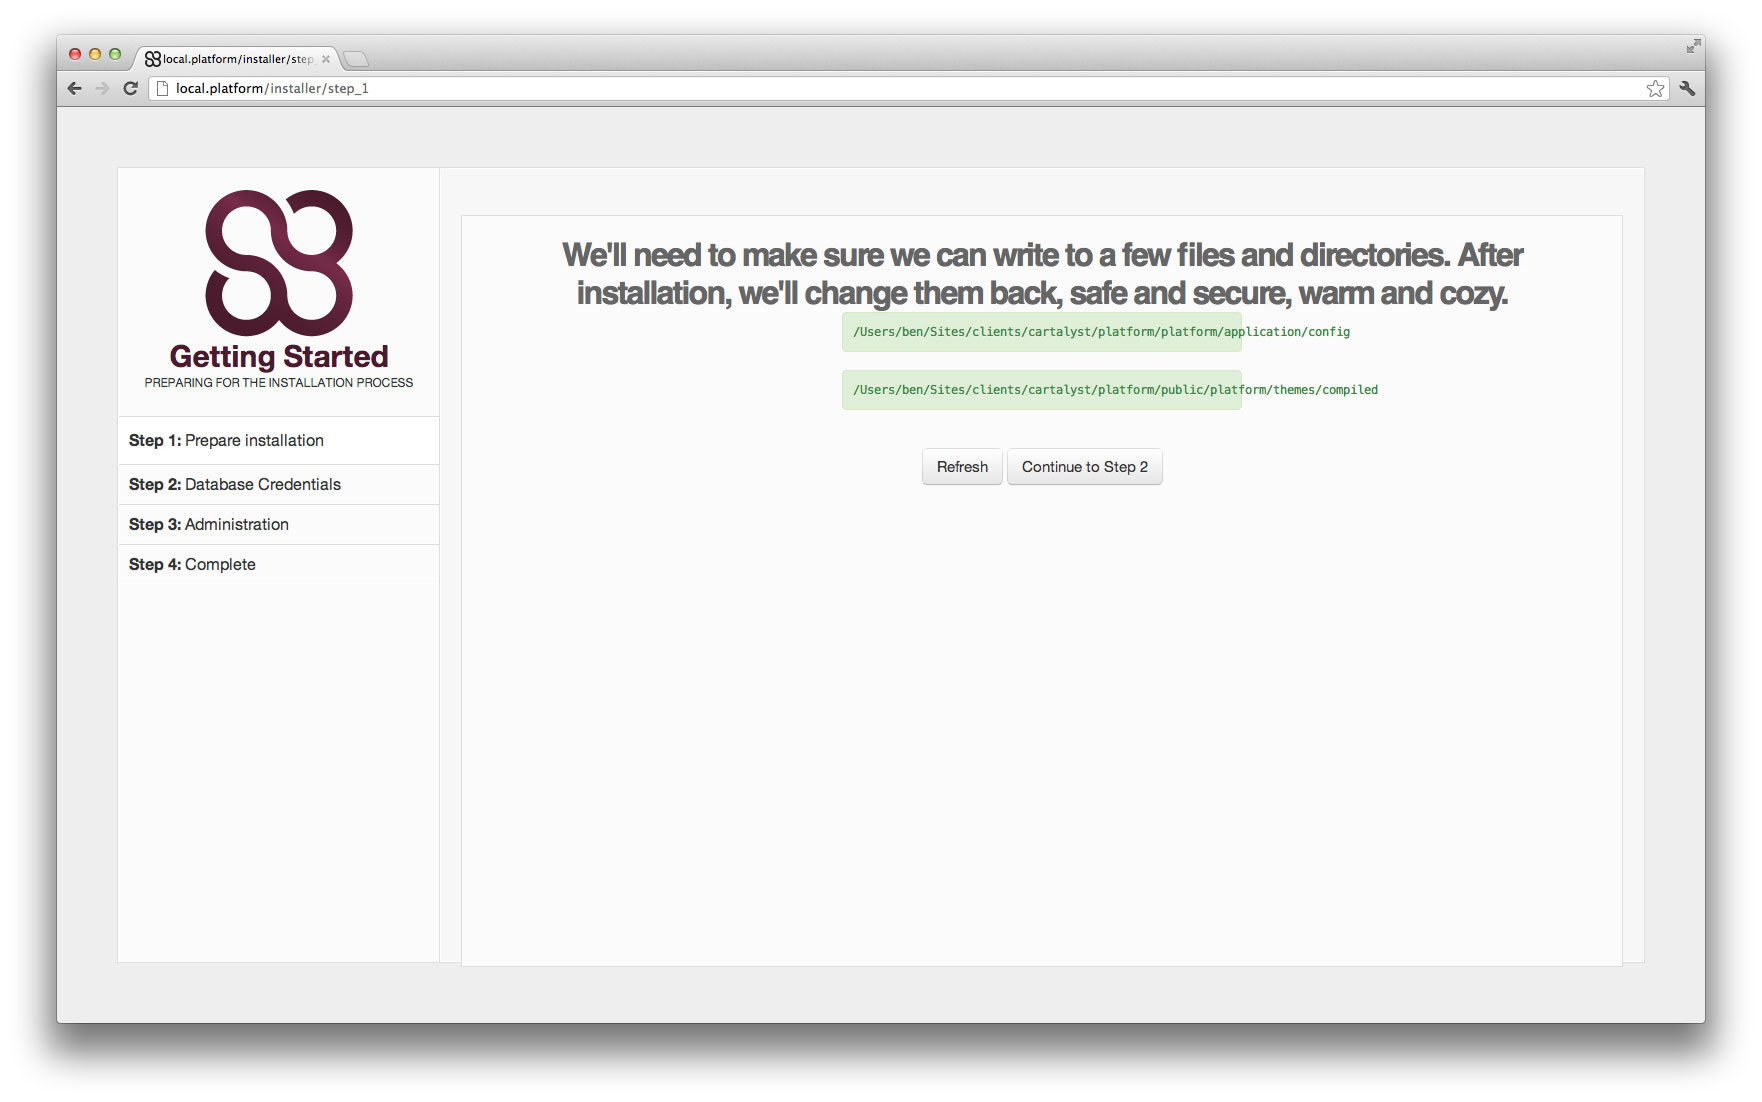 local.platform/installer/step_
local.platform/installer/step_1
Getting Started
PREPARING FOR THE INSTALLATION PROCESS
Step 1: Prepare installation
Step 2: Database Credentials
Step 3: Administration
Step 4: Complete
We'll need to make sure we can write to a few files and directories. After
installation, we'll change them back, safe and secure, warm and cozy.
/Users/ben/Sites/clients/cartalyst/platform/platform/application/config
/Users/ben/Sites/clients/cartalyst/platform/public/platform/themes/compiled
Refresh
Continue to Step 2